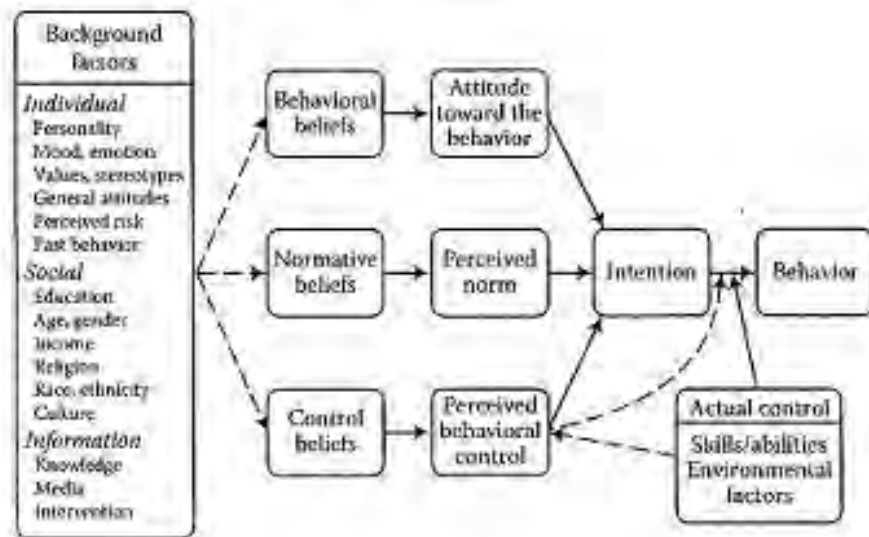 Background
factors
Individual
Personality
Mood, emotion
Values, stereotypes
General attitudes
Perceived risk
Past behavior
Social
Education
Age, gender
Income
Religion
Race, ethnicity
Culture
Information
Knowledge
Media
Intervention
Behavioral
beliefs
Attitude
toward the
behavior
Normative
beliefs
Perceived
norm
Intention
Behavior
Control
beliefs
Perceived
behavioral
control
Actual control
Skills/abilities
Environmental
factors